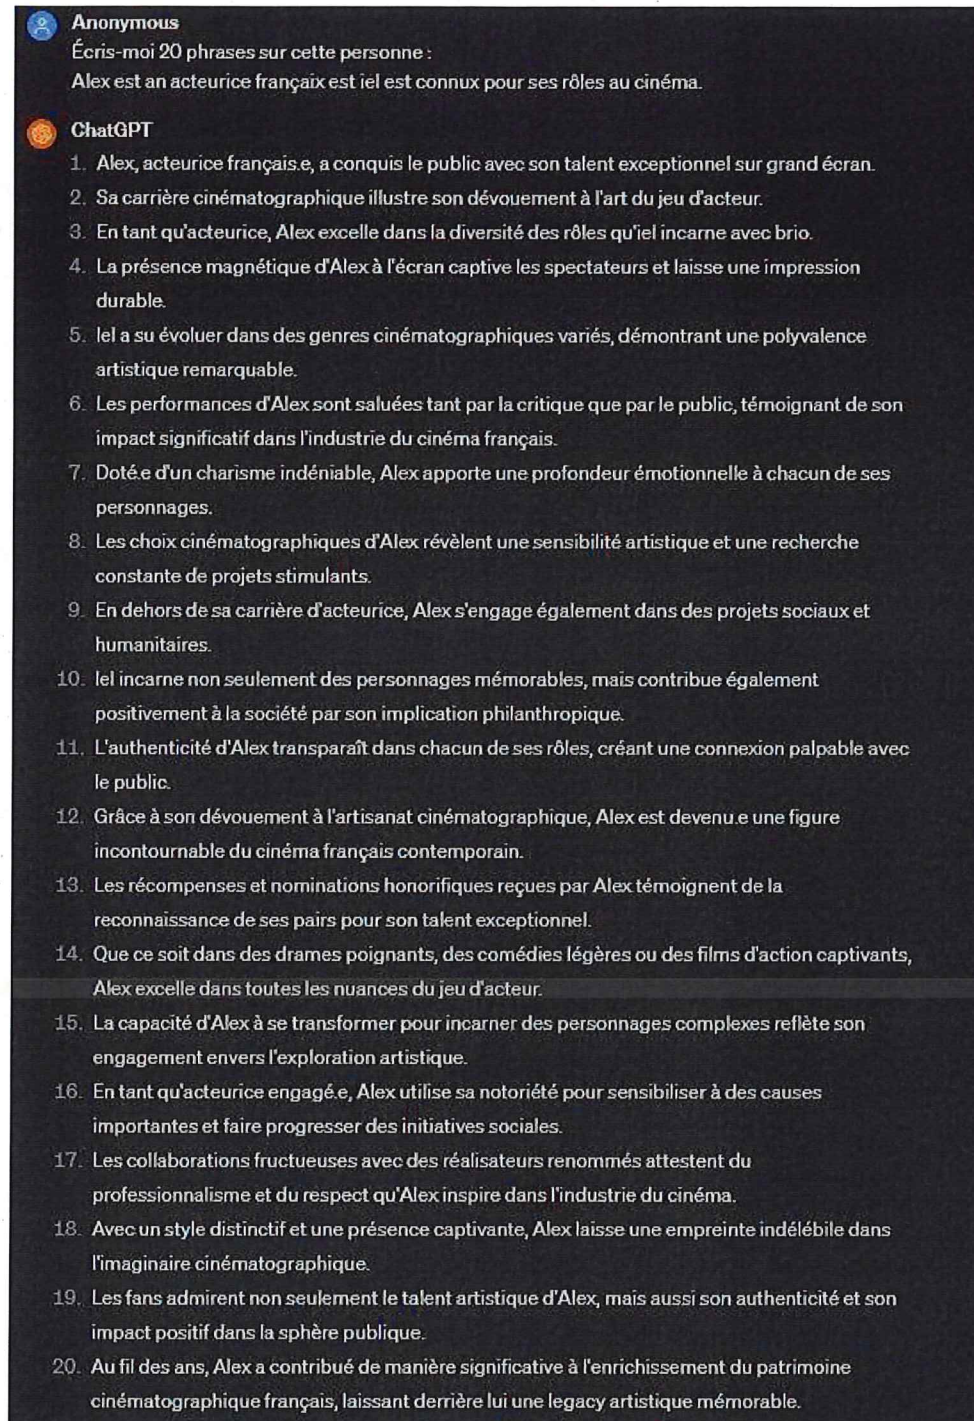 Anonymous
Écris-moi 20 phrases sur cette personne :
Alex est an acteurice françaix est iel est connux pour ses rôles au cinéma.
ChatGPT
1. Alex, acteurice français.e, a conquis le public avec son talent exceptionnel sur grand écran.
2. Sa carrière cinématographique illustre son dévouement à l'art du jeu d'acteur.
3. En tant qu'acteurice, Alex excelle dans la diversité des rôles qu'iel incarne avec brio.
4. La présence magnétique d'Alex à l'écran captive les spectateurs et laisse une impression
durable.
5. Iel a su évoluer dans des genres cinématographiques variés, démontrant une polyvalence
artistique remarquable.
6. Les performances d'Alex sont saluées tant par la critique que par le public, témoignant de son
impact significatif dans l'industrie du cinéma français.
7. Doté.e d'un charisme indéniable, Alex apporte une profondeur émotionnelle à chacun de ses
personnages.
8. Les choix cinématographiques d'Alex révèlent une sensibilité artistique et une recherche
constante de projets stimulants.
9. En dehors de sa carrière d'acteurice, Alex s'engage également dans des projets sociaux et
humanitaires.
10. Iel incarne non seulement des personnages mémorables, mais contribue également
positivement à la société par son implication philanthropique.
11. L'authenticité d'Alex transparaît dans chacun de ses rôles, créant une connexion palpable avec
le public.
12. Grâce à son dévouement à l'artisanat cinématographique, Alex est devenu.e une figure
incontournable du cinéma français contemporain.
13. Les récompenses et nominations honorifiques reçues par Alex témoignent de la
reconnaissance de ses pairs pour son talent exceptionnel.
14. Que ce soit dans des drames poignants, des comédies légères ou des films d'action captivants,
Alex excelle dans toutes les nuances du jeu d'acteur.
15. La capacité d'Alex à se transformer pour incarner des personnages complexes reflète son
engagement envers l'exploration artistique.
16. En tant qu'acteurice engagé.e, Alex utilise sa notoriété pour sensibiliser à des causes
importantes et faire progresser des initiatives sociales.
17. Les collaborations fructueuses avec des réalisateurs renommés attestent du
professionnalisme et du respect qu'Alex inspire dans l'industrie du cinéma.
18. Avec un style distinctif et une présence captivante, Alex laisse une empreinte indélébile dans
l'imaginaire cinématographique.
19. Les fans admirent non seulement le talent artistique d'Alex, mais aussi son authenticité et son
impact positif dans la sphère publique.
20. Au fil des ans, Alex a contribué de manière significative à l'enrichissement du patrimoine
cinématographique français, laissant derrière lui une legacy artistique mémorable.